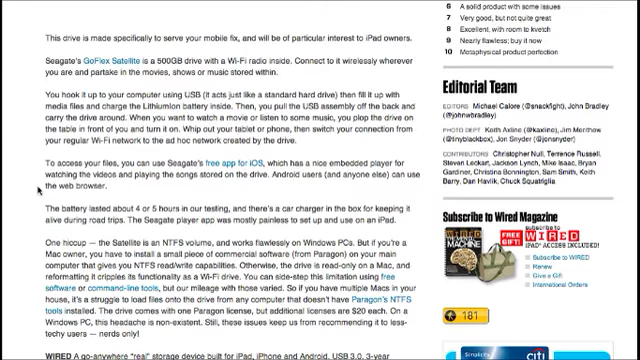 This drive is made specifically to serve your mobile fix, and will be of particular interest to iPad owners.
Seagate's GoFlex Satellite is a 500GB drive with a Wi-Fi radio inside. Connect to it wirelessly wherever
you are and partake in the movies, shows or music stored within.
You hook it up to your computer using USB (it acts just like a standard hard drive) then fill it up with
media files and charge the LithiumIon battery inside. Then, you pull the USB assembly off the back and
carry the drive around. When you want to watch a movie or listen to some music, you plop the drive on
the table in front of you and turn it on. Whip out your tablet or phone, then switch your connection from
your regular Wi-Fi network to the ad hoc network created by the drive.
To access your files, you can use Seagate's free app for iOS, which has a nice embedded player for
watching the videos and playing the songs stored on the drive. Android users (and anyone else) can use
the web browser.
The battery lasted about 4 or 5 hours in our testing, and there's a car charger in the box for keeping it
alive during road trips. The Seagate player app was mostly painless to set up and use on an iPad.
One hiccup — the Satellite is an NTFS volume, and works flawlessly on Windows PCs. But if you're a
Mac owner, you have to install a small piece of commercial software (from Paragon) on your main
computer that gives you NTFS read/write capabilities. Otherwise, the drive is read-only on a Mac, and
reformatting it cripples its functionality as a Wi-Fi drive. You can side-step this limitation using free
software or command-line tools, but our mileage with those varied. So if you have multiple Macs in your
house, it's a struggle to load files onto the drive from any computer that doesn't have Paragon's NTFS
tools installed. The drive comes with one Paragon license, but additional licenses are $20 each. On a
Windows PC, this headache is non-existent. Still, these issues keep us from recommending it to less-
techy users — nerds only!
WIRED A go-anywhere "real" storage device built for iPad, iPhone and Android. USB 3.0. 3-year
6 A solid product with some issues
7 Very good, but not quite great
8 Excellent, with room to kvetch
9 Nearly flawless; buy it now
10 Metaphysical product perfection
Editorial Team
EDITORS Michael Calore (@snackfight), John Bradley
(@johnwbradley)
PHOTO DEPT Keith Axline (@kaxline), Jim Merithew
(@tinyblackbox), Jon Snyder (@jonsnyder)
CONTRIBUTORS Christopher Null, Terrence Russell,
Steven Leckart, Jackson Lynch, Mike Isaac, Bryan
Gardiner, Christina Bonnington, Sam Smith, Keith
Barry, Dan Havlik, Chuck Squatriglia
Subscribe to Wired Magazine
MACHINE
FREE
GIFT!
WIRED
iPAD ACCESS INCLUDED!
Subscribe to WIRED
Renew
Give a Gift
International Orders
181
Simplicity
citi